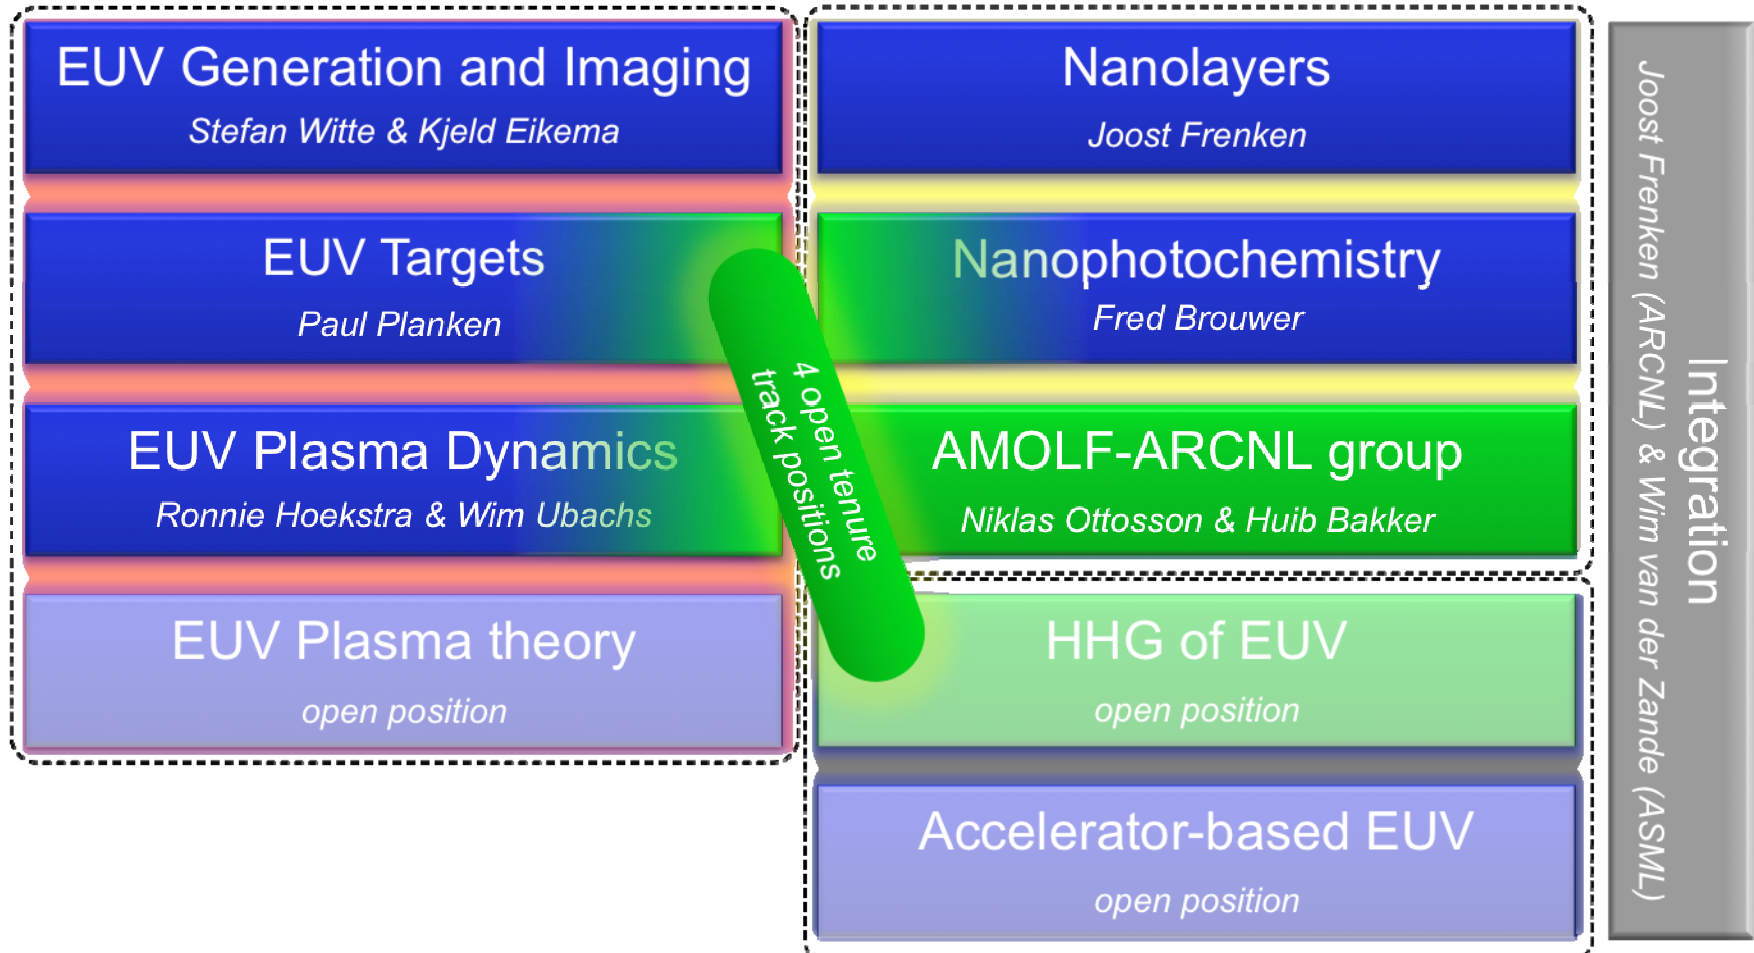 EUV Generation and Imaging
Stefan Witte & Kjeld Eikema
EUV Targets
Paul Planken
EUV Plasma Dynamics
Ronnie Hoekstra & Wim Ubachs
EUV Plasma theory
open position
4 open tenure
track positions
Nanolayers
Joost Frenken
Nanophotochemistry
Fred Brouwer
AMOLF-ARCNL group
Niklas Ottosson & Huib Bakker
HHG of EUV
open position
Accelerator-based EUV
open position
Integration
Joost Frenken (ARCNL) & Wim van der Zande (ASML)